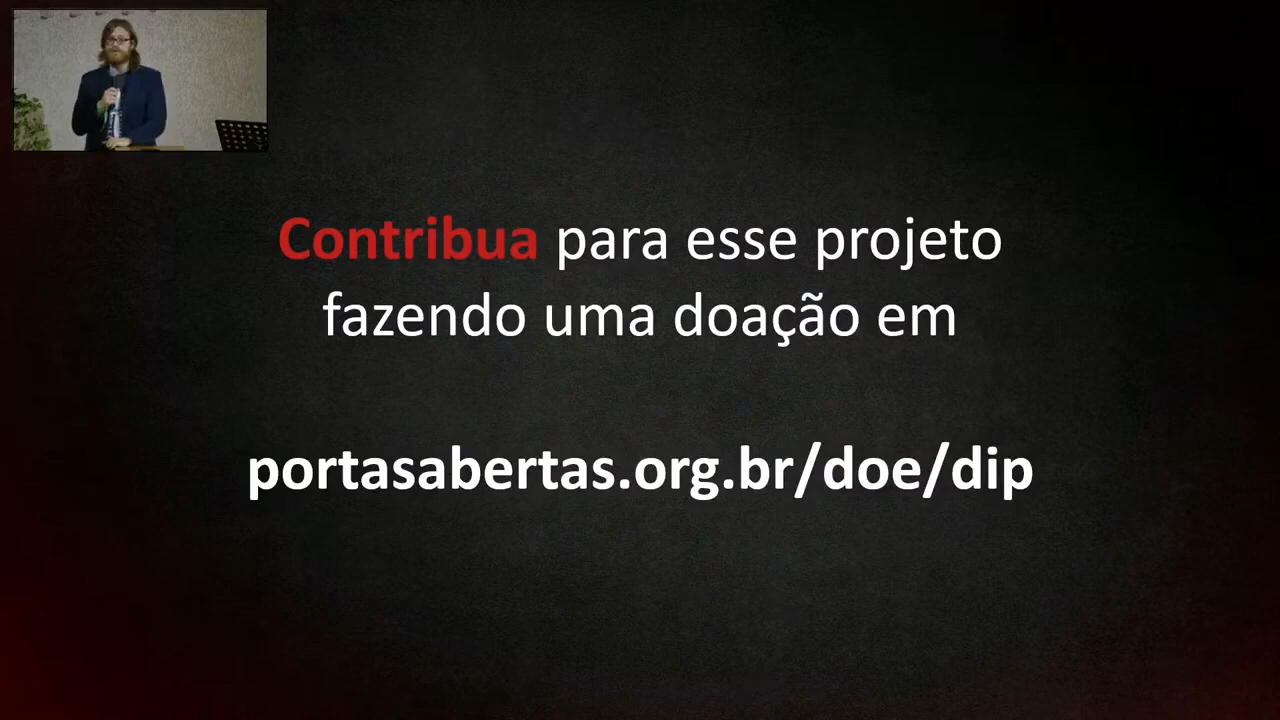 Contribua para esse projeto
fazendo uma doação em
portasabertas.org.br/doe/dip